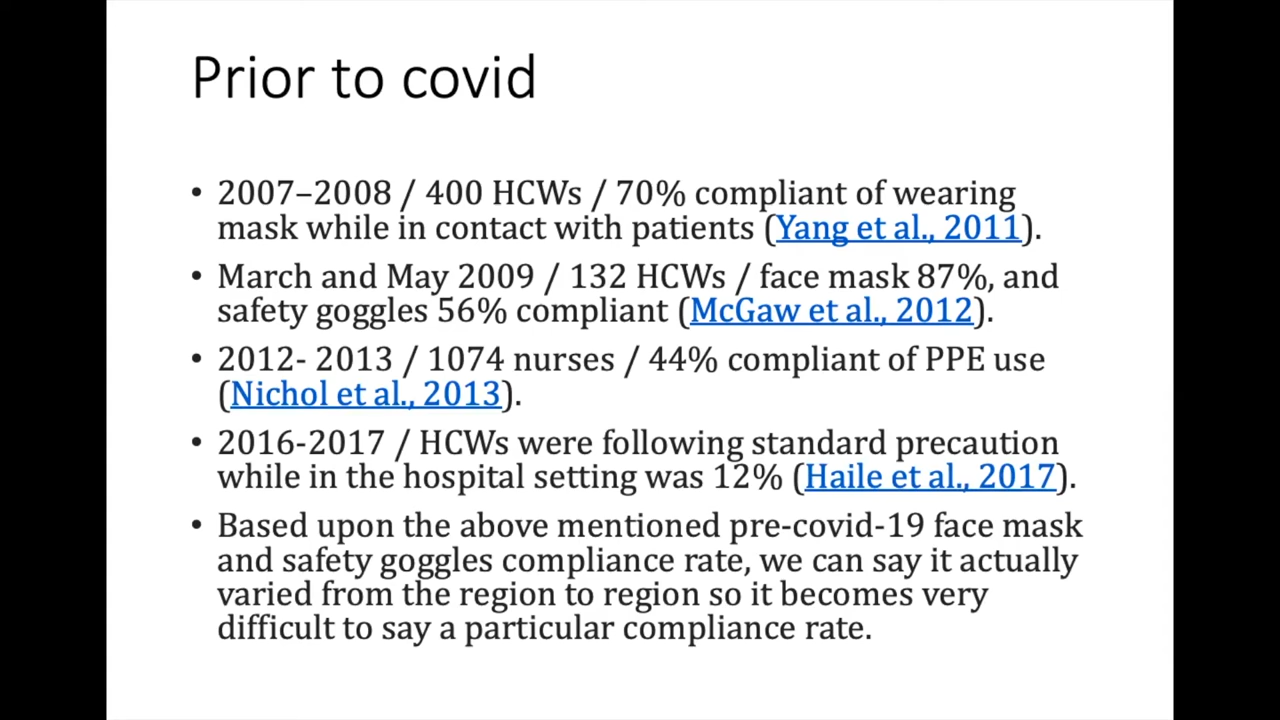 Prior to covid
• 2007–2008 / 400 HCWs / 70% compliant of wearing
mask while in contact with patients (Yang et al., 2011).
• March and May 2009 / 132 HCWs / face mask 87%, and
safety goggles 56% compliant (McGaw et al., 2012).
• 2012- 2013 / 1074 nurses / 44% compliant of PPE use
(Nichol et al., 2013).
• 2016-2017 / HCWs were following standard precaution
while in the hospital setting was 12% (Haile et al., 2017).
• Based upon the above mentioned pre-covid-19 face mask
and safety goggles compliance rate, we can say it actually
varied from the region to region so it becomes very
difficult to say a particular compliance rate.